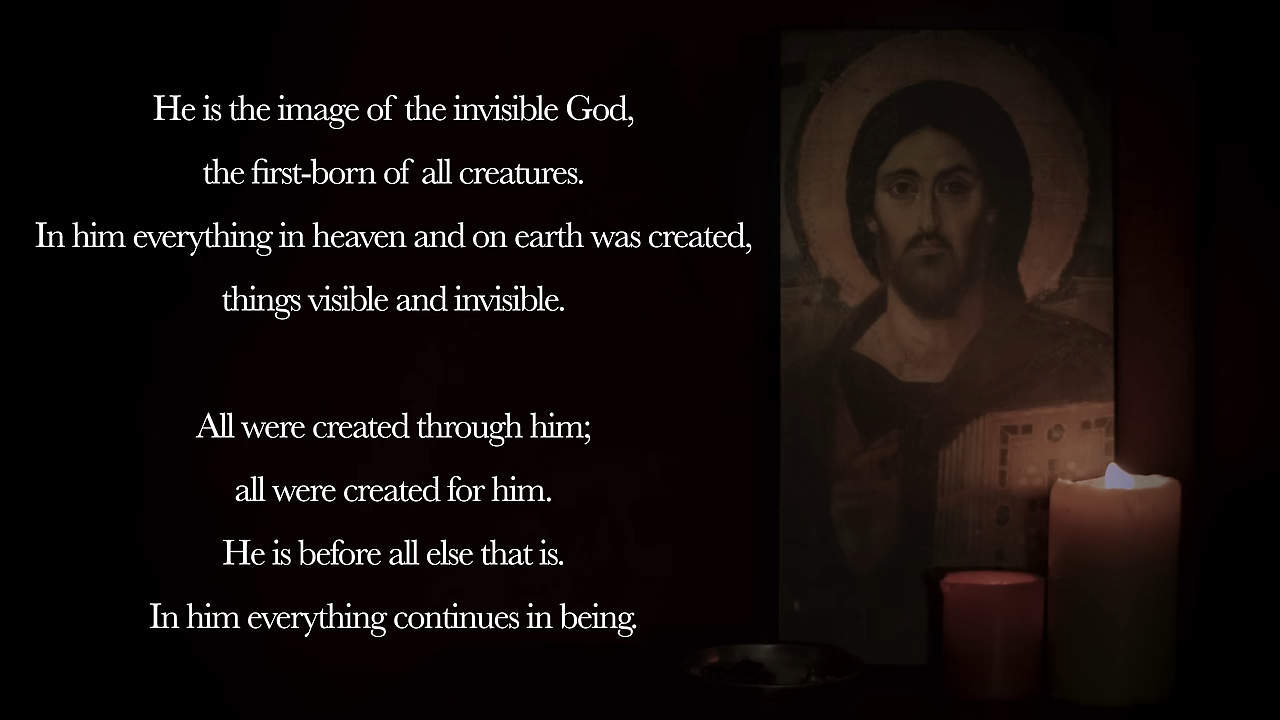 He is the image of the invisible God,
the first-born of all creatures.
In him everything in heaven and on earth was created,
things visible and invisible.
All were created through him;
all were created for him.
He is before all else that is.
In him everything continues in being.